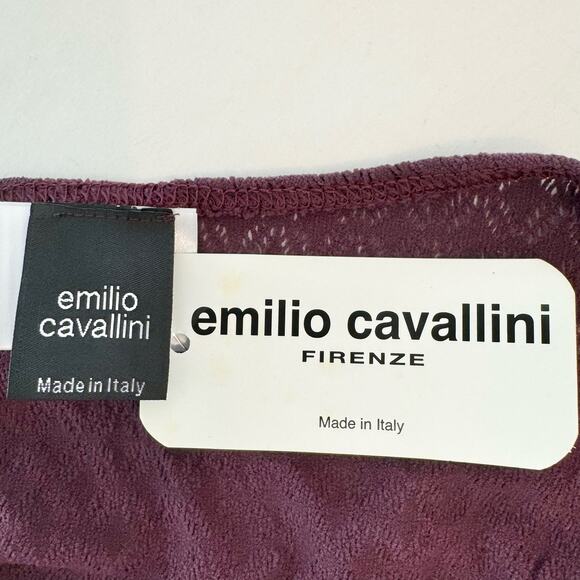 emilio
cavallini
Made in Italy
emilio cavallini
FIRENZE
Made in Italy